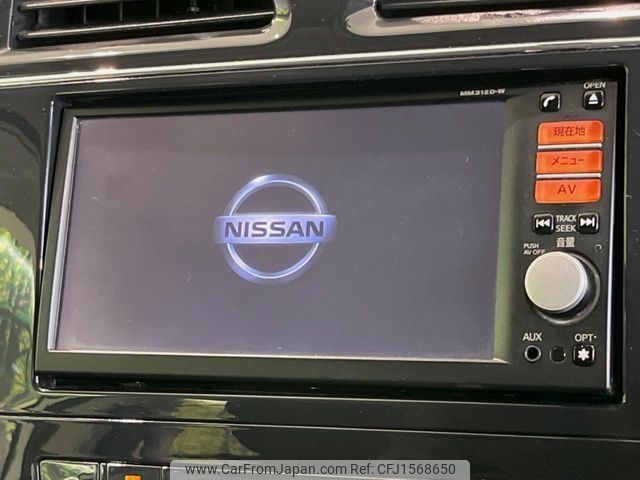 MM312D-W
OPEN
現在地
メニュー
AV
TRACK
SEEK
音量
PUSH
AV OFF
NISSAN
AUX
OPT
www.CarFromJapan.com - CFJ1568650